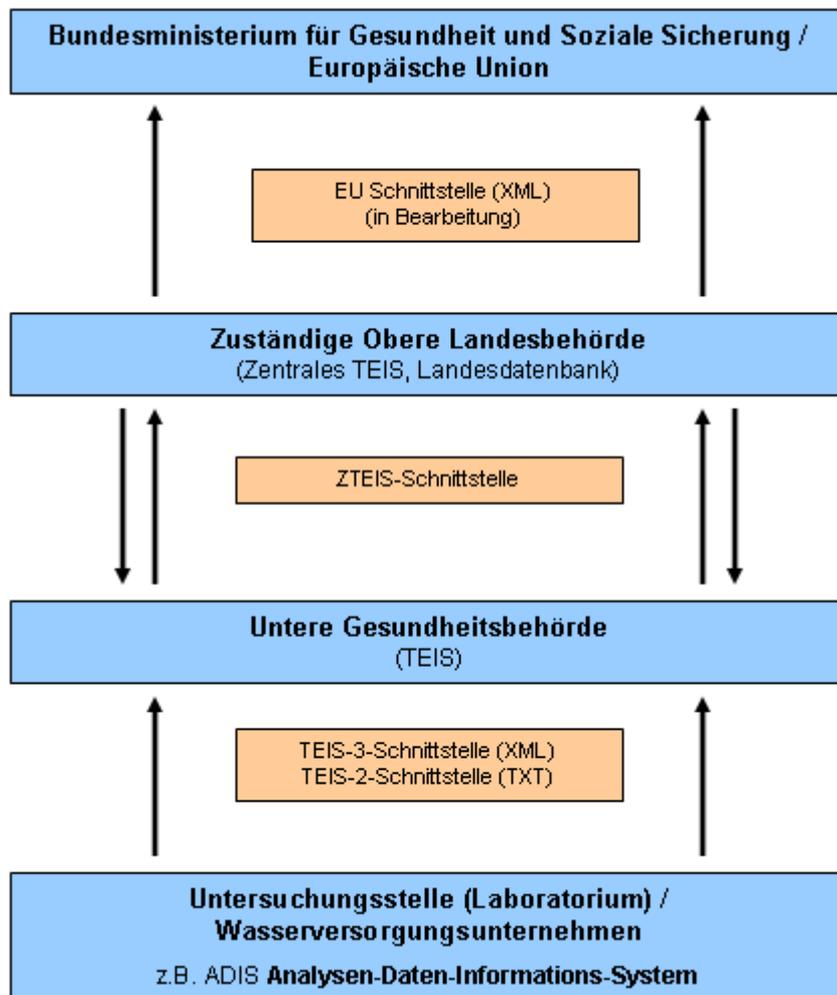 Bundesministerium für Gesundheit und Soziale Sicherung /
Europäische Union
EU Schnittstelle (XML)
(in Bearbeitung)
Zuständige Obere Landesbehörde
(Zentrales TEIS, Landesdatenbank)
ZTEIS-Schnittstelle
Untere Gesundheitsbehörde
(TEIS)
TEIS-3-Schnittstelle (XML)
TEIS-2-Schnittstelle (TXT)
Untersuchungsstelle (Laboratorium) /
Wasserversorgungsunternehmen
z.B. ADIS Analysen-Daten-Informations-System